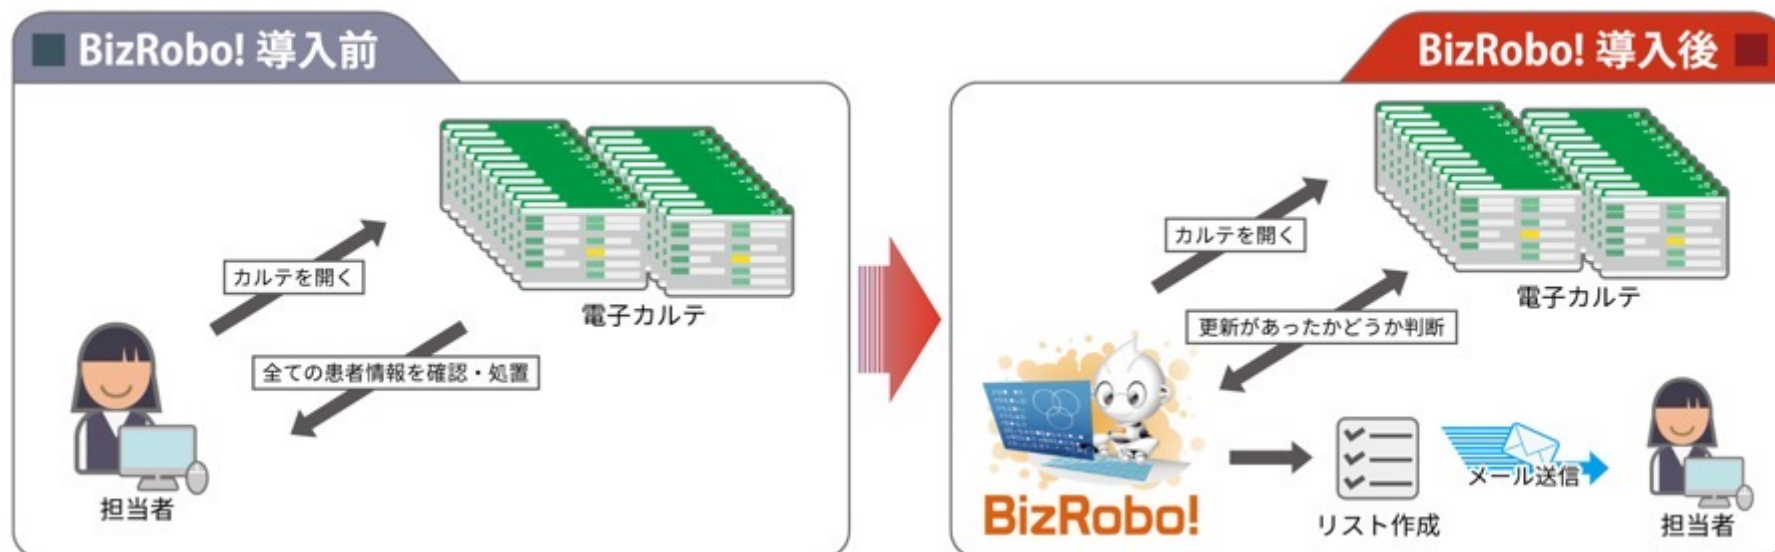 BizRobo! 導入前
カルテを開く
電子カルテ
全ての患者情報を確認・処置
担当者
BizRobo! 導入後
カルテを開く
電子カルテ
更新があったかどうか判断
BizRobo!
リスト作成
メール送信
担当者